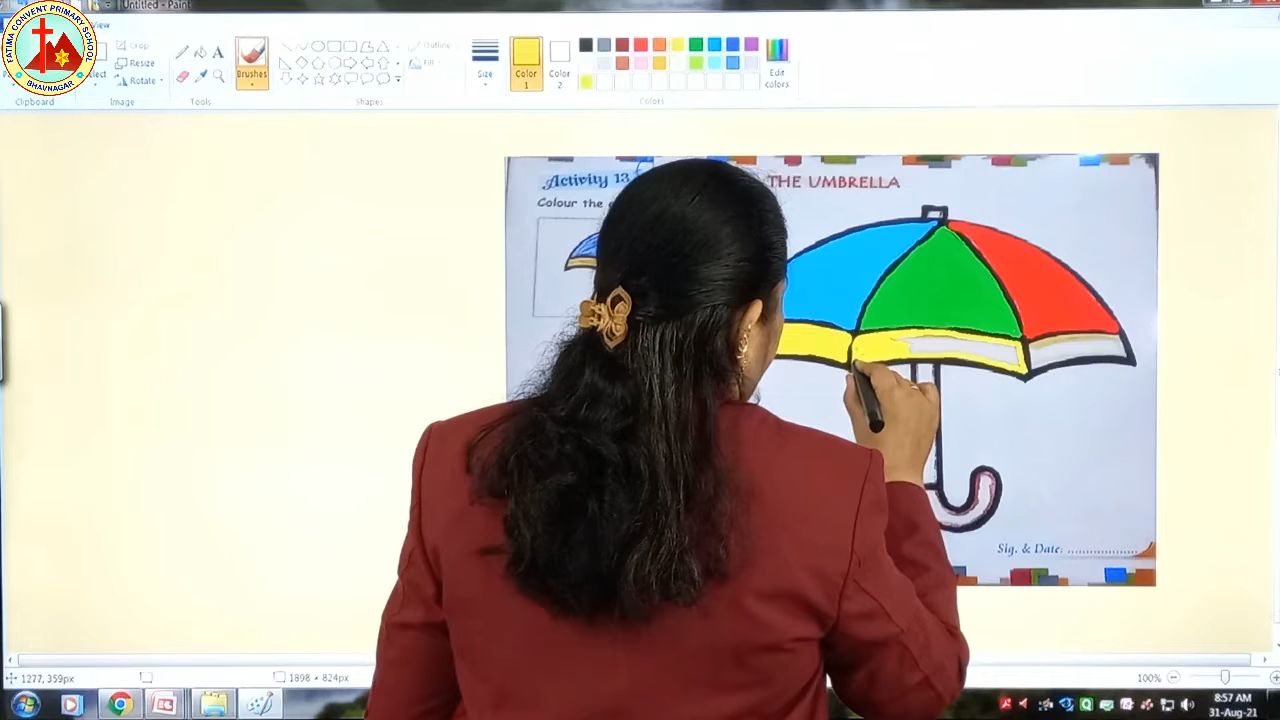 Untitled - Paint
View
FATIMA CONVENT PRIMARY SCHOOL
BHAVNAGAR
Crop
Resize
Rotate
Brushes
Outline
Fill
Size
Color
1
Color
2
Edit
colors
Clipboard
Image
Tools
Shapes
Colors
Activity 13
THE UMBRELLA
Colour the
Sig. & Date:
1277, 359px
1898 × 824px
100%
8:57 AM
31-Aug-21